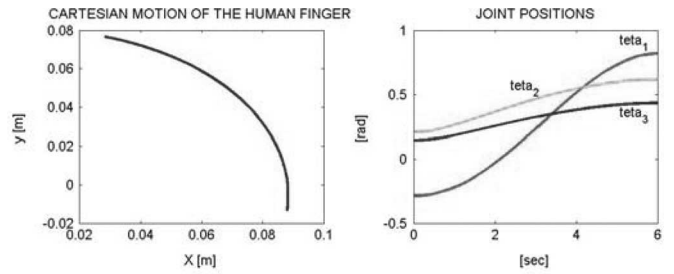 CARTESIAN MOTION OF THE HUMAN FINGER
0.08
0.06
0.04
0.02
0
-0.02
y [m]
0.02
0.04
0.06
0.08
0.1
X [m]
JOINT POSITIONS
1
0.5
0
-0.5
[rad]
teta1
teta2
teta3
0
2
4
6
[sec]